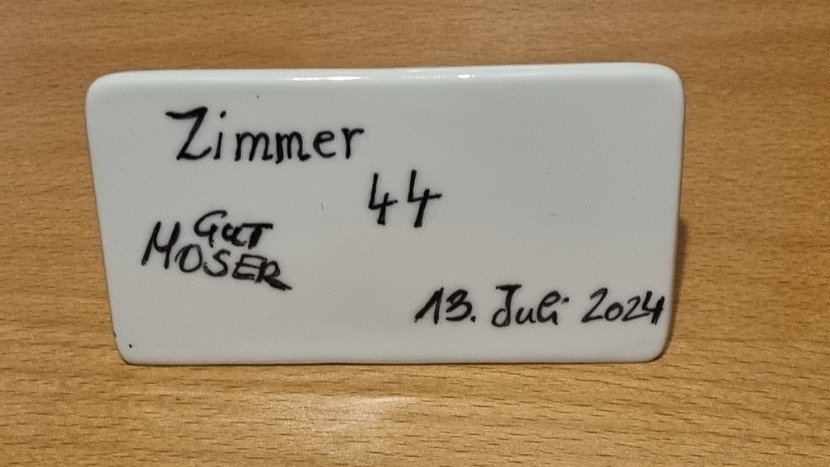 Zimmer
44
Gut
MOSER
13. Juli 2024